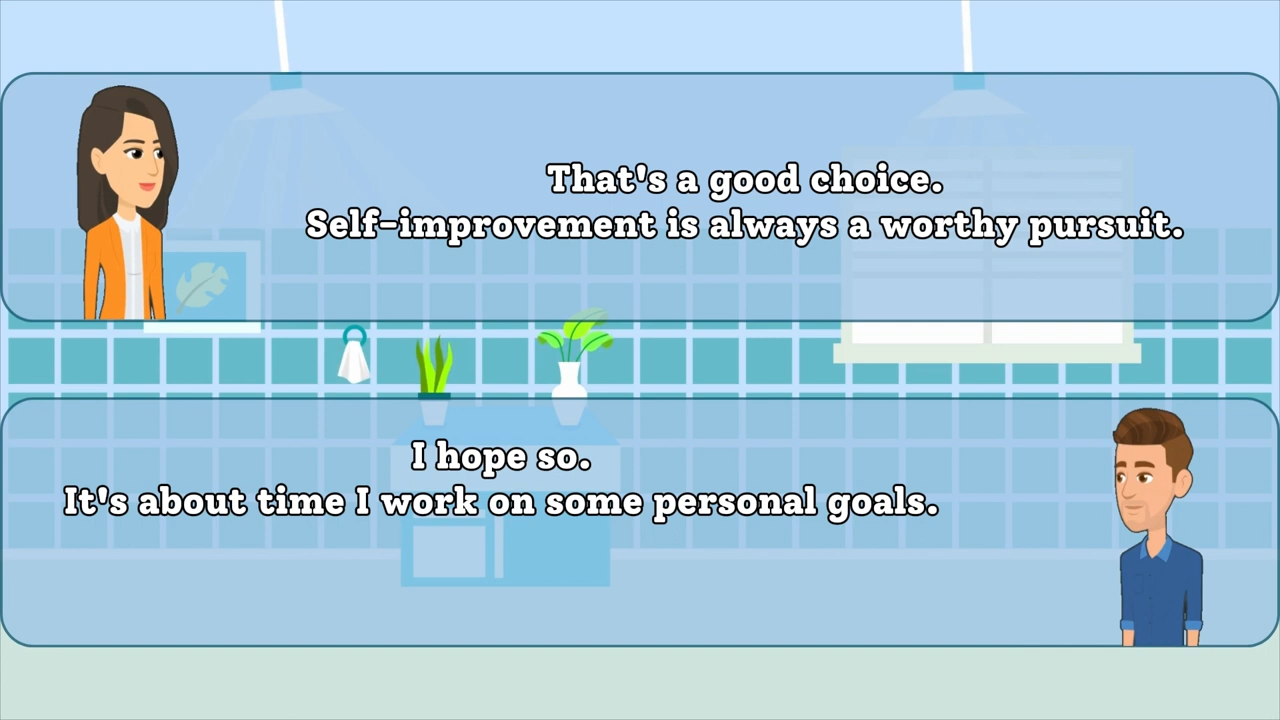 That's a good choice.
Self-improvement is always a worthy pursuit.
I hope so.
It's about time I work on some personal goals.